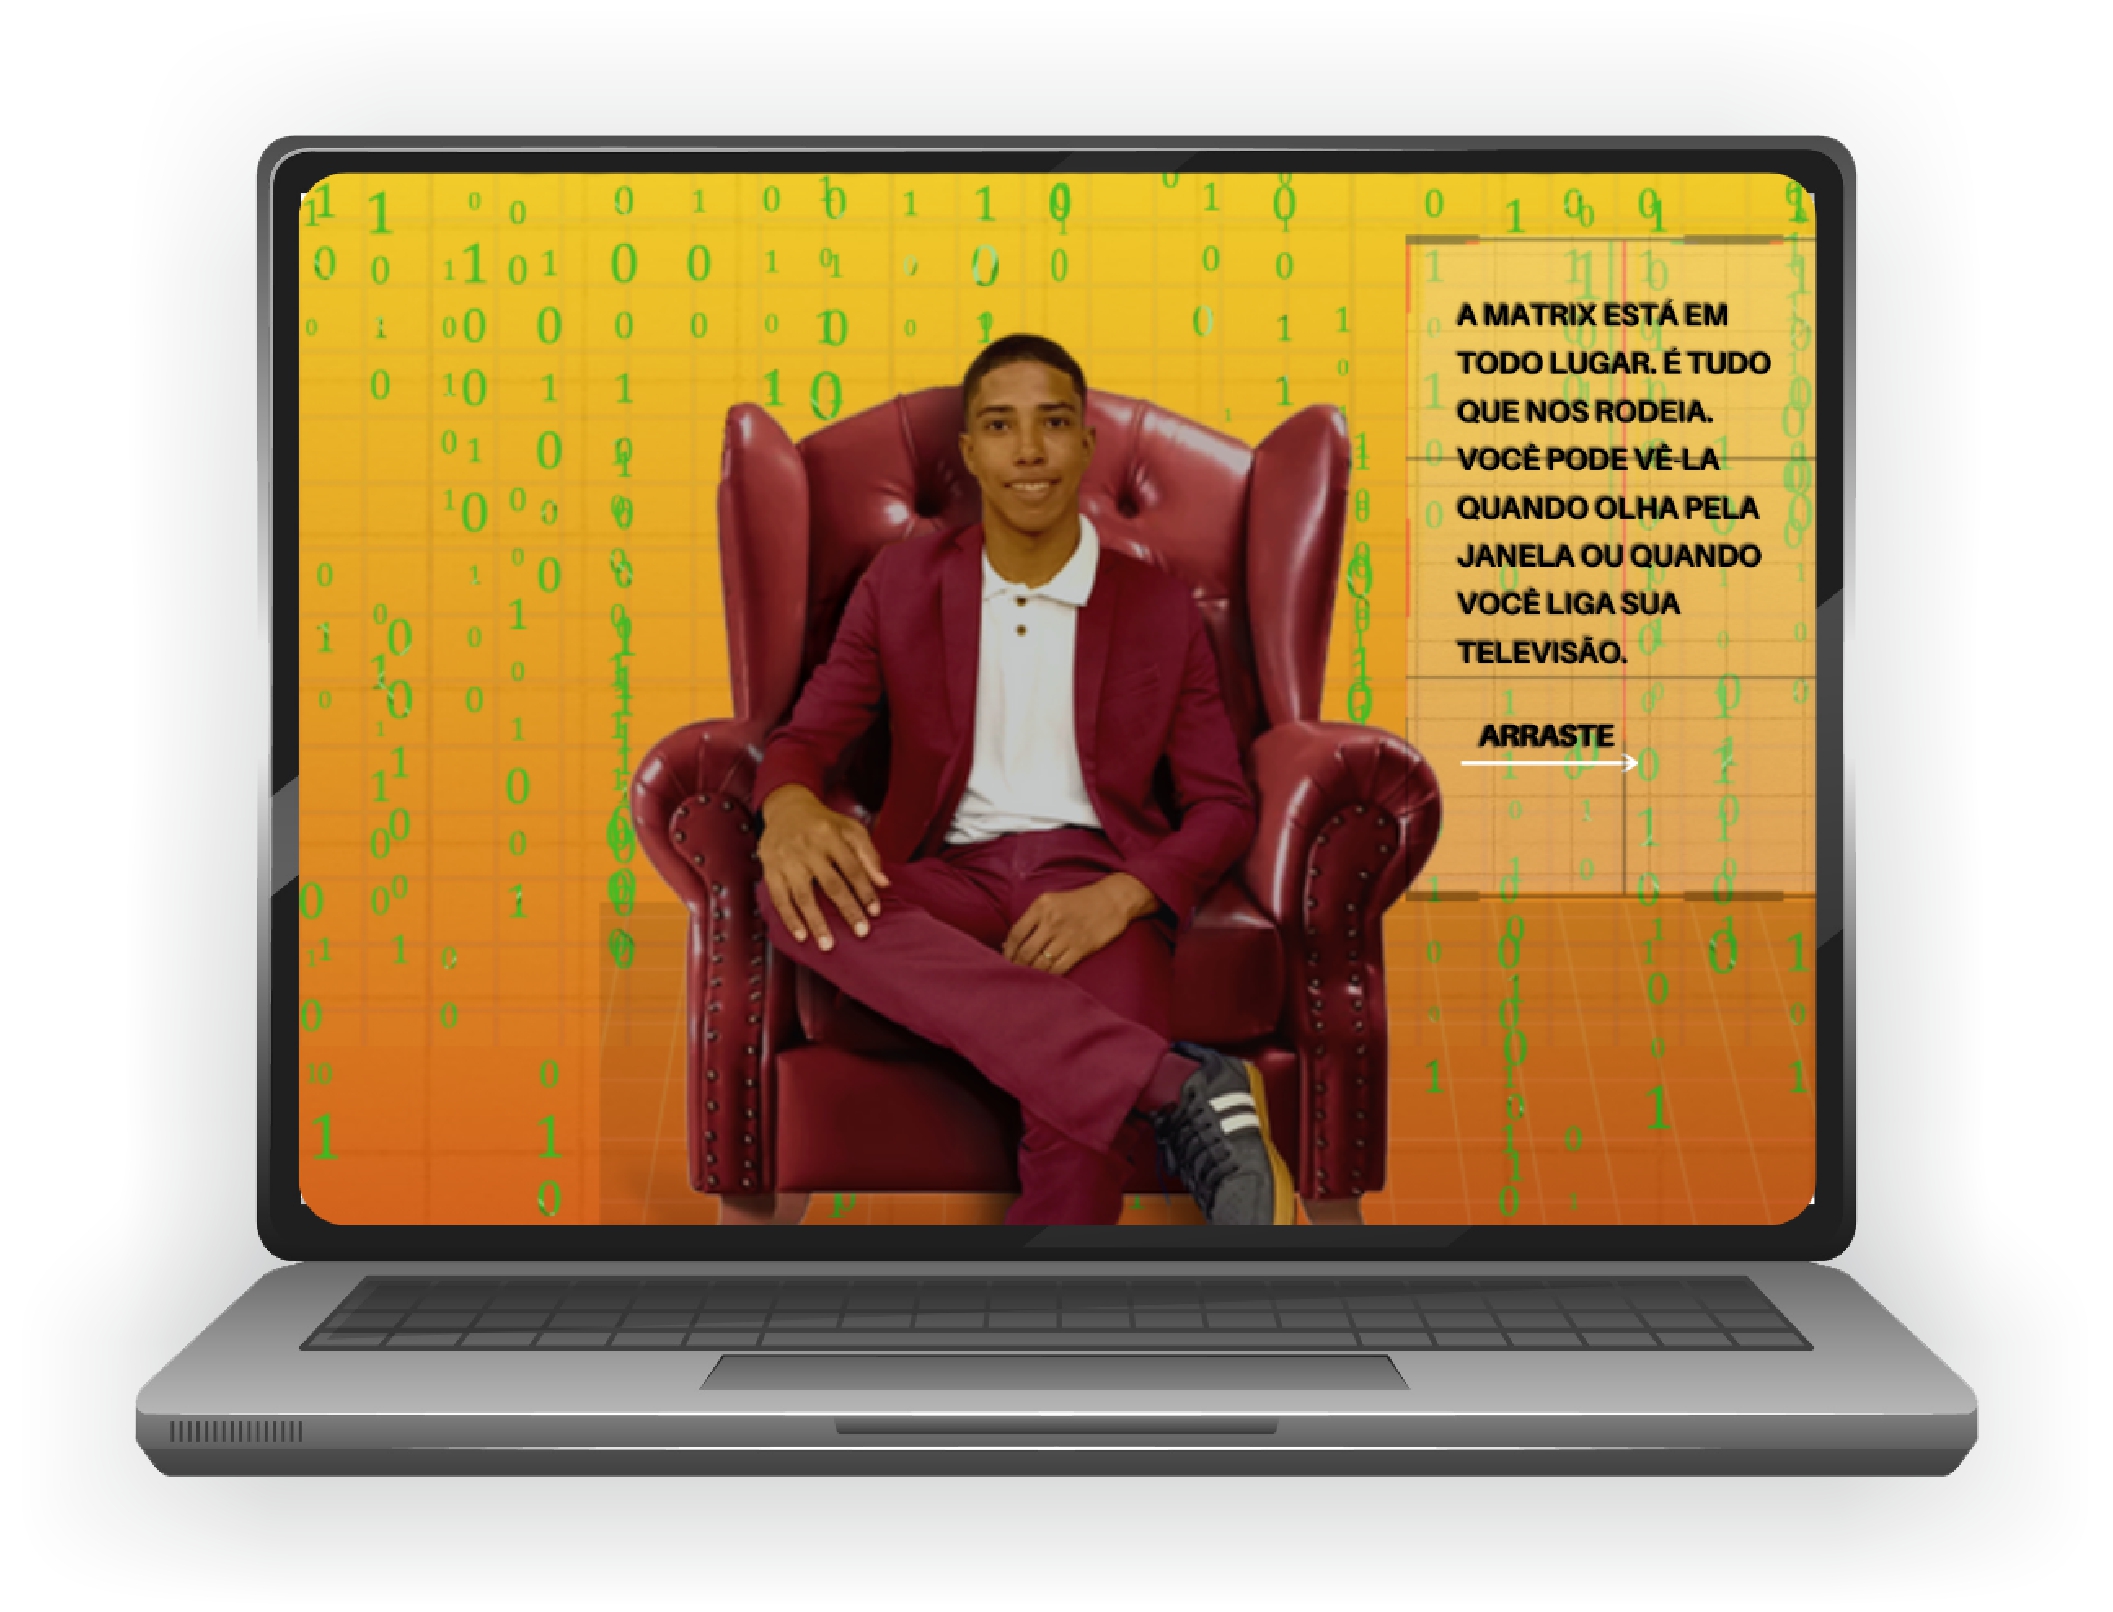 A MATRIX ESTÁ EM
TODO LUGAR. É TUDO
QUE NOS RODEIA.
VOCÊ PODE VÊ-LA
QUANDO OLHA PELA
JANELA OU QUANDO
VOCÊ LIGA SUA
TELEVISÃO.
ARRASTE